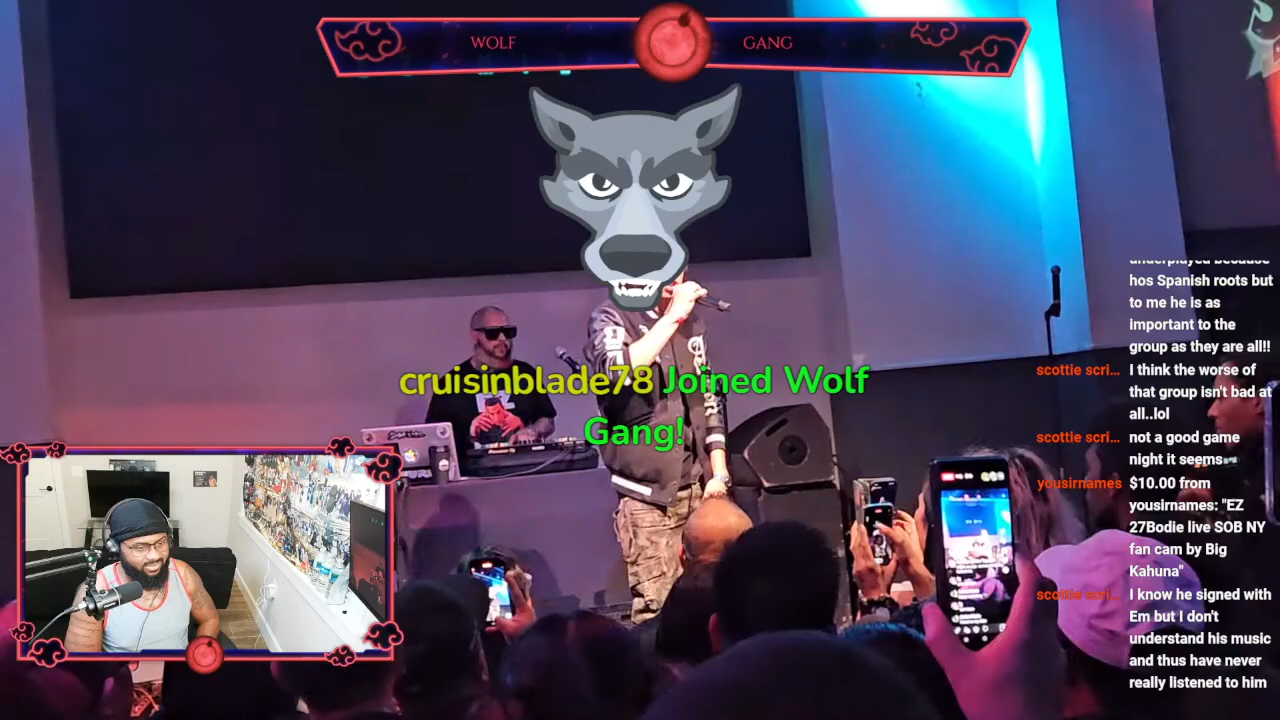 WOLF GANG
cruisinblade78 Joined Wolf
Gang!
underplayed because
hos Spanish roots but
to me he is as
important to the
group as they are all!!
scottie scri... I think the worse of
that group isn't bad at
all..lol
scottie scri... not a good game
night it seems
yousirnames $10.00 from
yousirnames: "EZ
27Bodie live SOB NY
fan cam by Big
Kahuna"
scottie scri... I know he signed with
Em but I don't
understand his music
and thus have never
really listened to him